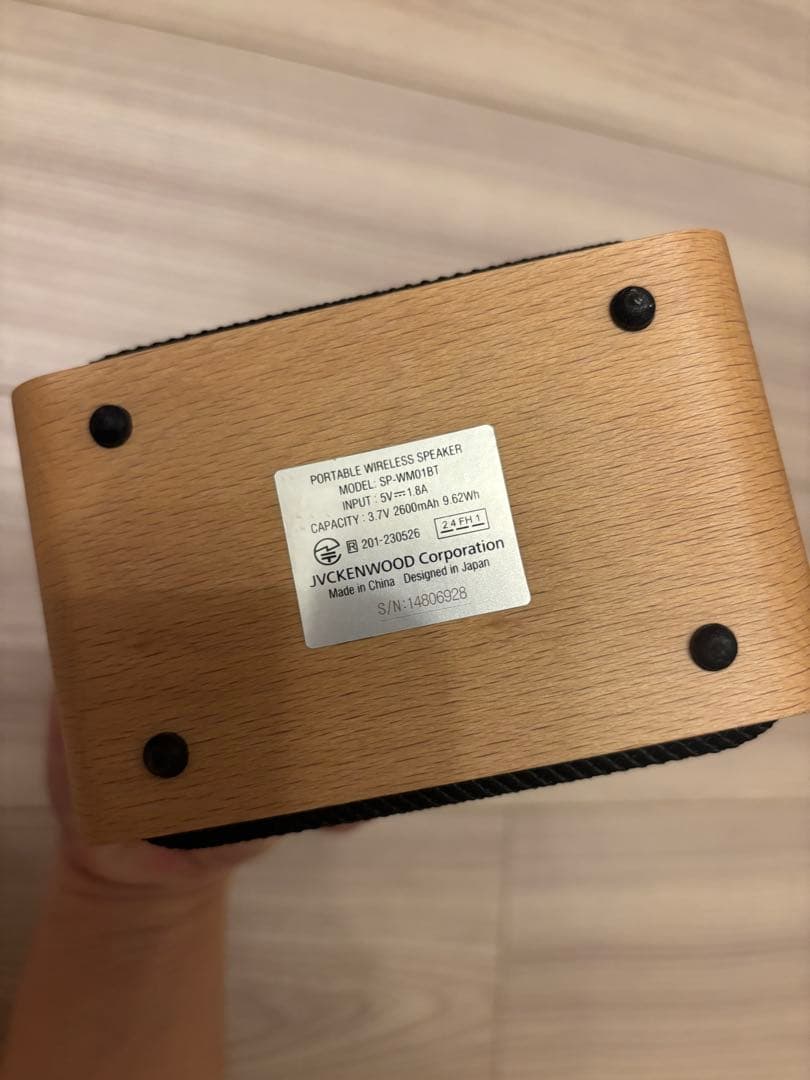 PORTABLE WIRELESS SPEAKER
MODEL: SP-WM01BT
INPUT : 5V⎓1.8A
CAPACITY : 3.7V 2600mAh 9.62Wh
R 201-230526 2.4 FH 1
JVCKENWOOD Corporation
Made in China Designed in Japan
S/N:14806928